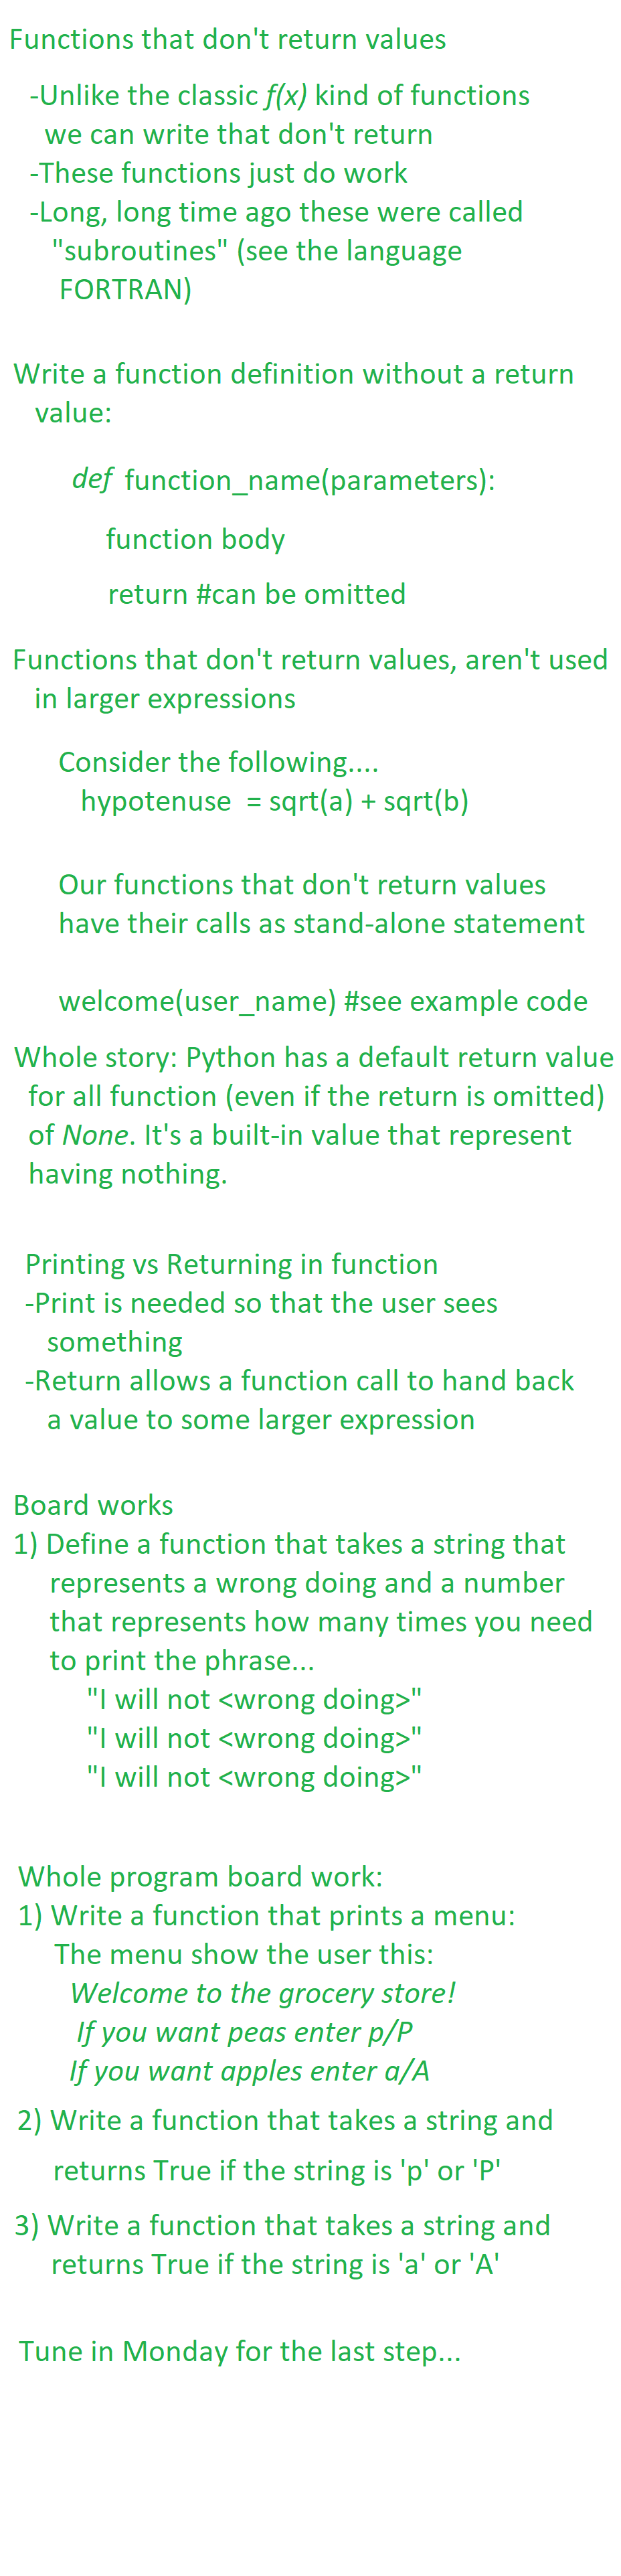 Functions that don't return values
-Unlike the classic f(x) kind of functions
we can write that don't return
-These functions just do work
-Long, long time ago these were called
"subroutines" (see the language
FORTRAN)
Write a function definition without a return
value:
def function_name(parameters):
function body
return #can be omitted
Functions that don't return values, aren't used
in larger expressions
Consider the following....
hypotenuse = sqrt(a) + sqrt(b)
Our functions that don't return values
have their calls as stand-alone statement
welcome(user_name) #see example code
Whole story: Python has a default return value
for all function (even if the return is omitted)
of None. It's a built-in value that represent
having nothing.
Printing vs Returning in function
-Print is needed so that the user sees
something
-Return allows a function call to hand back
a value to some larger expression
Board works
1) Define a function that takes a string that
represents a wrong doing and a number
that represents how many times you need
to print the phrase...
"I will not <wrong doing>"
"I will not <wrong doing>"
"I will not <wrong doing>"
Whole program board work:
1) Write a function that prints a menu:
The menu show the user this:
Welcome to the grocery store!
If you want peas enter p/P
If you want apples enter a/A
2) Write a function that takes a string and
returns True if the string is 'p' or 'P'
3) Write a function that takes a string and
returns True if the string is 'a' or 'A'
Tune in Monday for the last step...